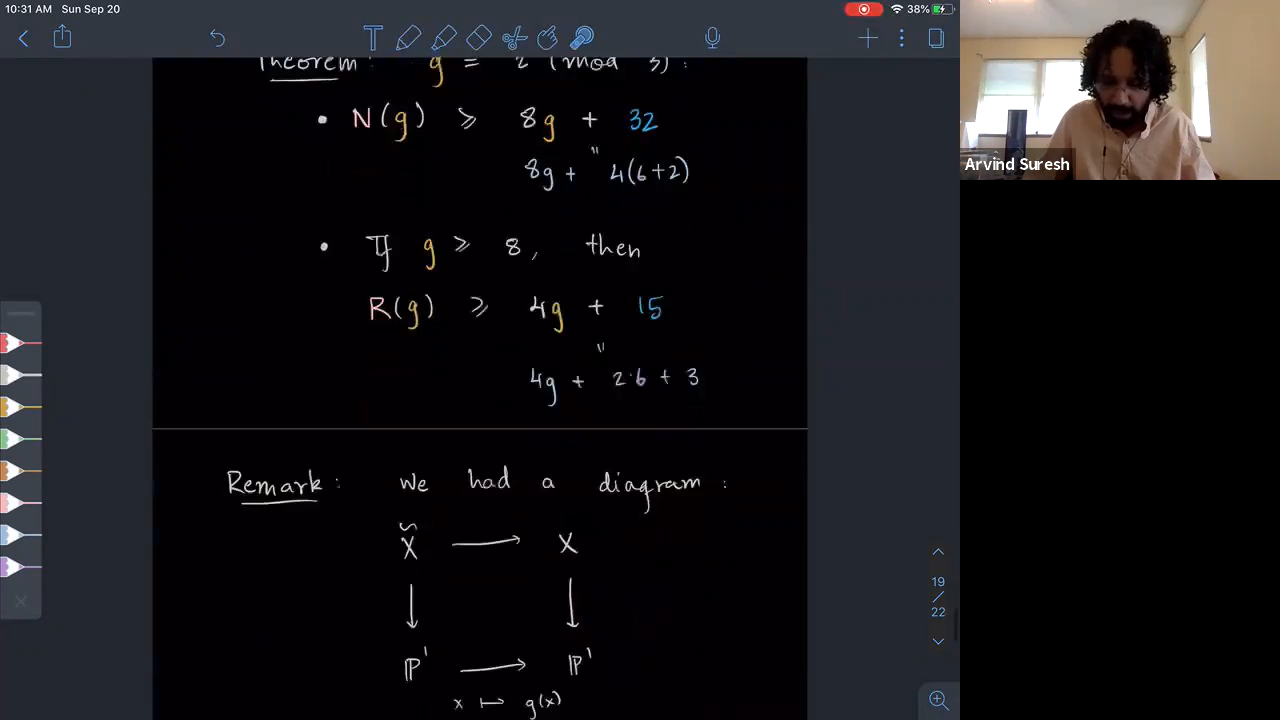 10:31 AM Sun Sep 20
38%
Theorem: g ≡ 2 (mod 3):
• N(g) ≥ 8g + 32
"
8g + 4(6+2)
• If g ≥ 8, then
R(g) ≥ 4g + 15
"
4g + 2·6 + 3
Remark: We had a diagram:
X̃ ⟶ X
↓ ↓
ℙ¹ ⟶ ℙ¹
x ↦ g(x)
19
/
22
Arvind Suresh